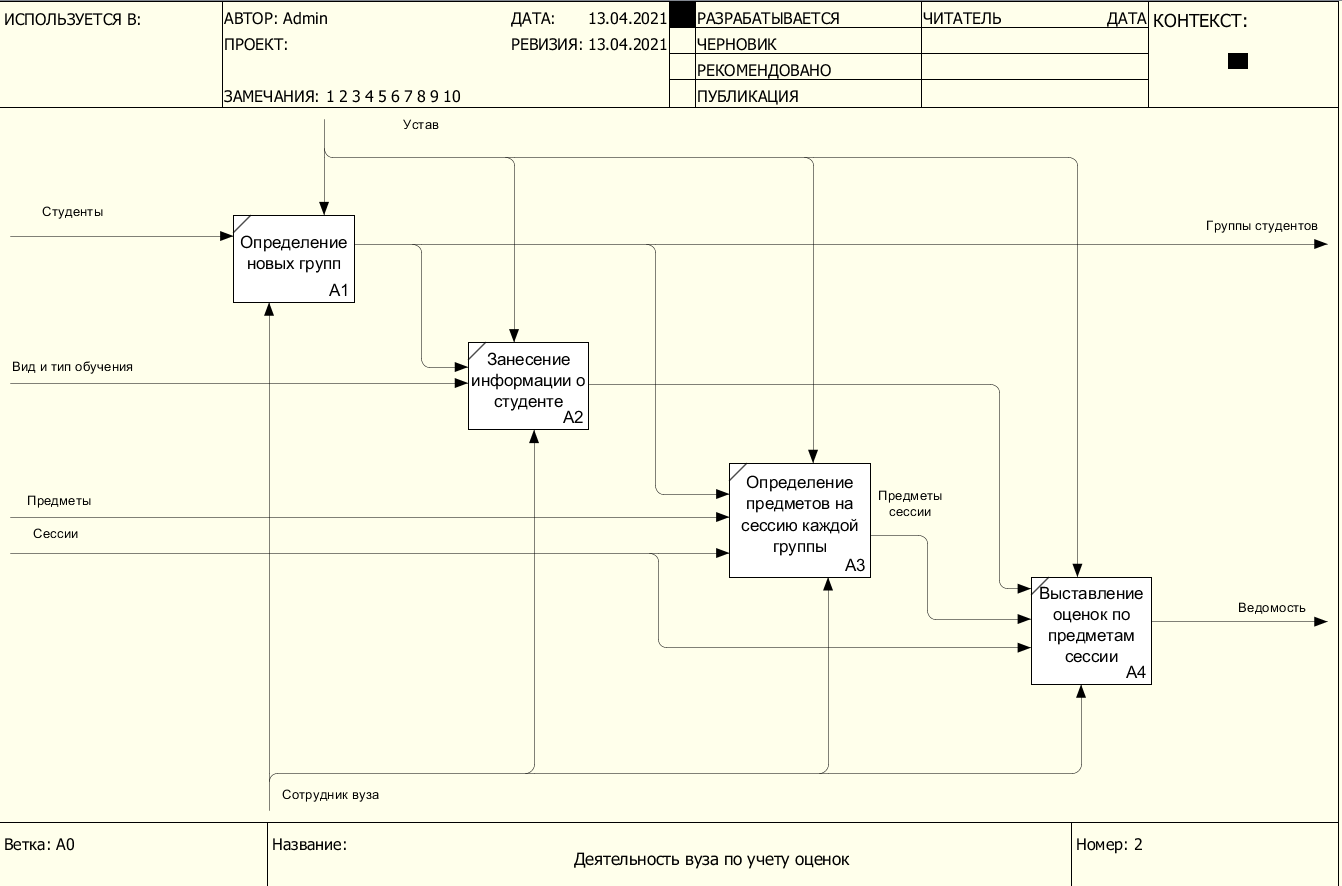 ИСПОЛЬЗУЕТСЯ В:
АВТОР: Admin
ДАТА: 13.04.2021
ПРОЕКТ:
РЕВИЗИЯ: 13.04.2021
ЗАМЕЧАНИЯ: 1 2 3 4 5 6 7 8 9 10
РАЗРАБАТЫВАЕТСЯ
ЧЕРНОВИК
РЕКОМЕНДОВАНО
ПУБЛИКАЦИЯ
ЧИТАТЕЛЬ
ДАТА
КОНТЕКСТ:
Устав
Студенты
Группы студентов
Определение
новых групп
A1
Вид и тип обучения
Занесение
информации о
студенте
A2
Предметы
Сессии
Определение
предметов на
сессию каждой
группы
A3
Предметы
сессии
Выставление
оценок по
предметам
сессии
A4
Ведомость
Сотрудник вуза
Ветка: A0
Название:
Деятельность вуза по учету оценок
Номер: 2